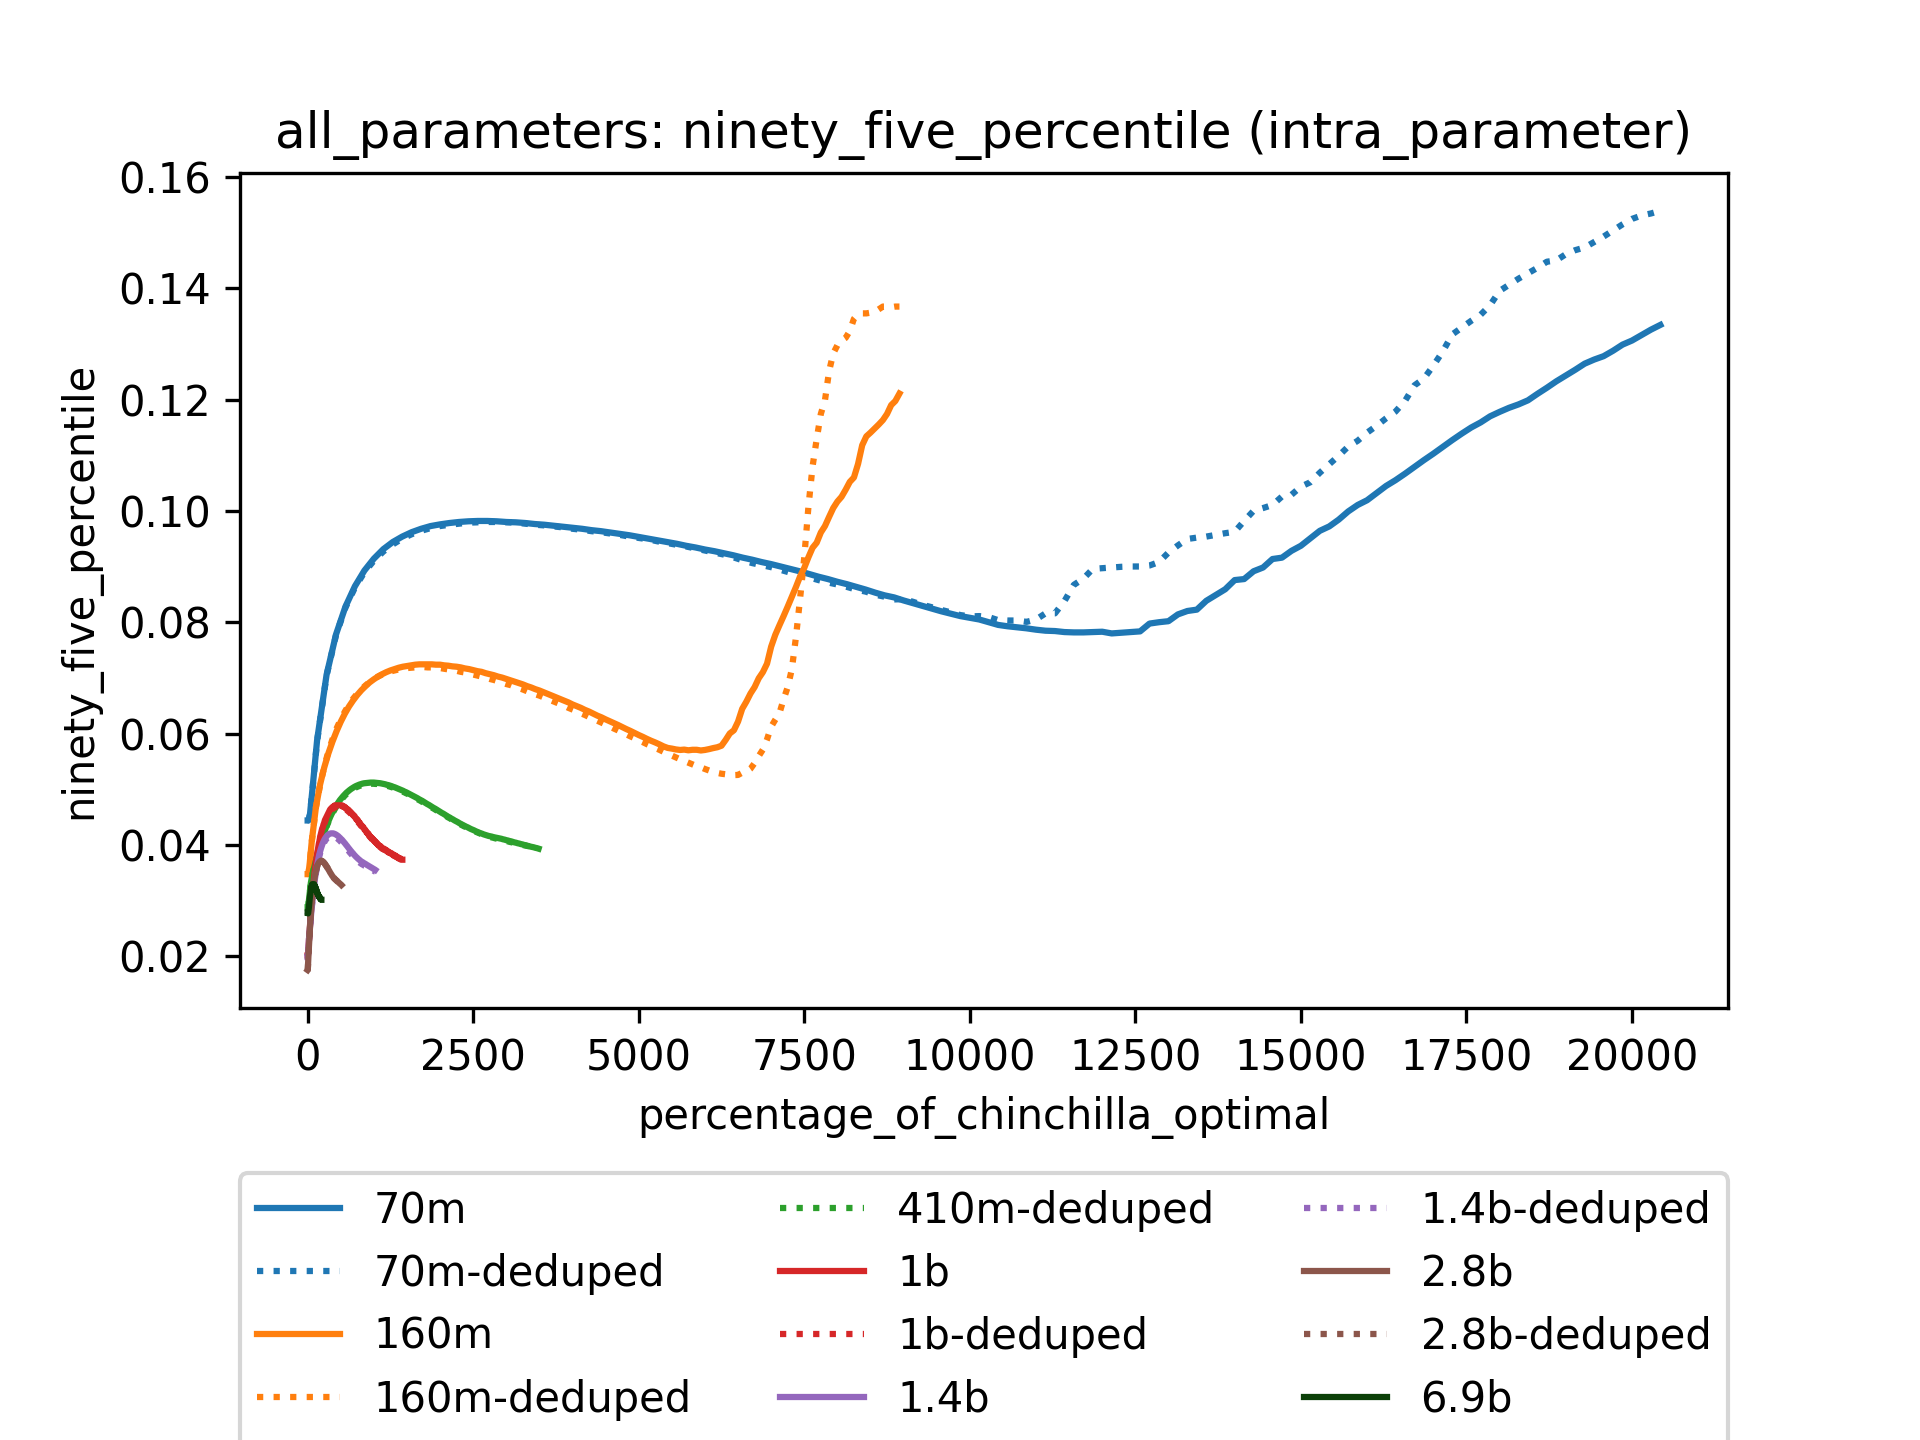 all_parameters: ninety_five_percentile (intra_parameter)
0.16
0.14
0.12
0.10
0.08
0.06
0.04
0.02
ninety_five_percentile
0 2500 5000 7500 10000 12500 15000 17500 20000
percentage_of_chinchilla_optimal
70m
70m-deduped
160m
160m-deduped
410m-deduped
1b
1b-deduped
1.4b
1.4b-deduped
2.8b
2.8b-deduped
6.9b